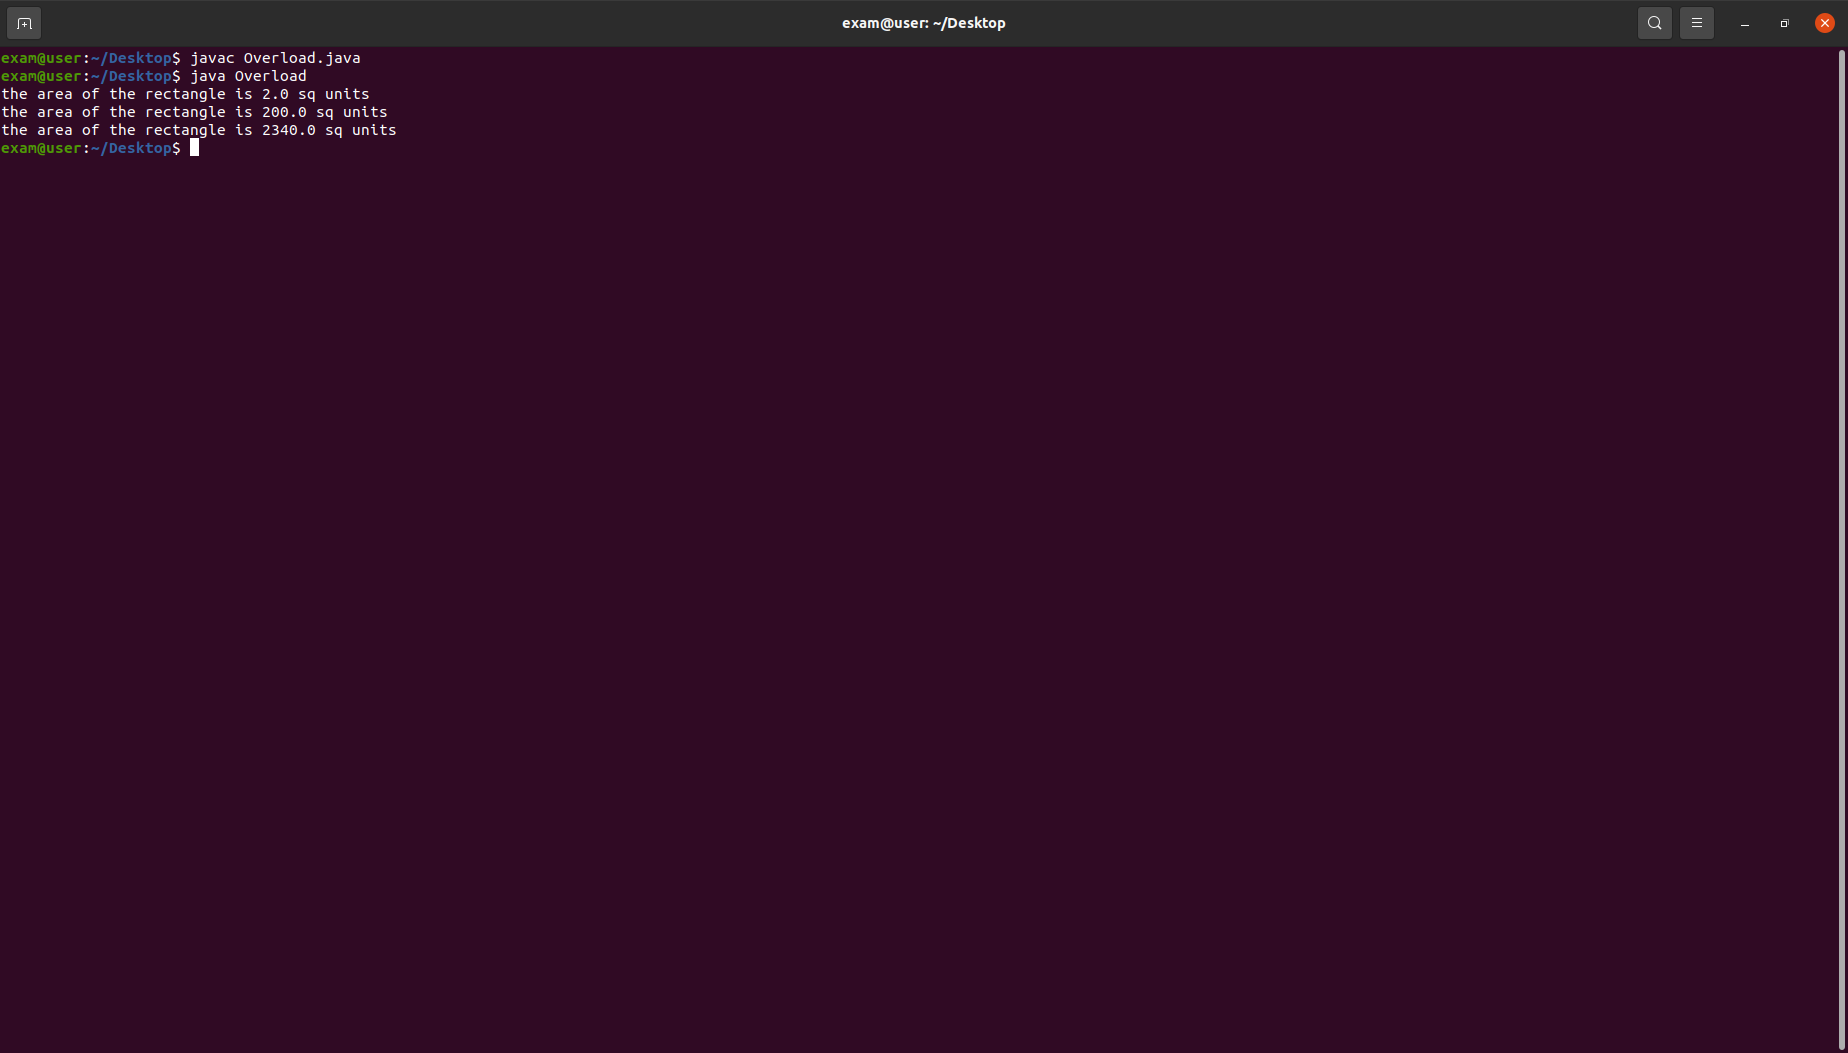 exam@user: ~/Desktop
exam@user:~/Desktop$ javac Overload.java
exam@user:~/Desktop$ java Overload
the area of the rectangle is 2.0 sq units
the area of the rectangle is 200.0 sq units
the area of the rectangle is 2340.0 sq units
exam@user:~/Desktop$